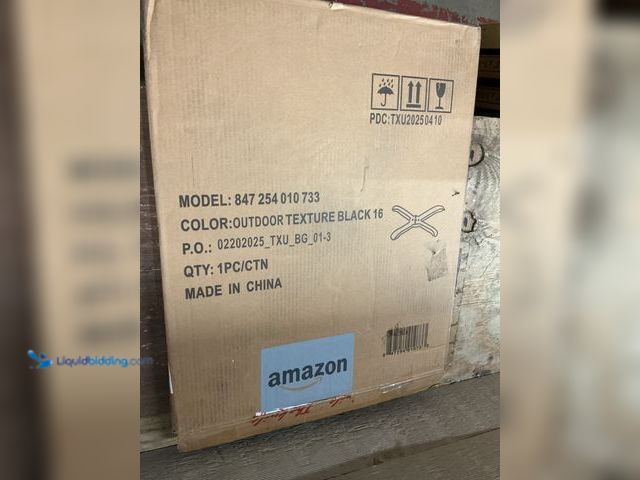 PDC:TXU20250410
MODEL: 847 254 010 733
COLOR:OUTDOOR TEXTURE BLACK 16
P.O.: 02202025_TXU_BG_01-3
QTY: 1PC/CTN
MADE IN CHINA
amazon
Liquidbidding.com